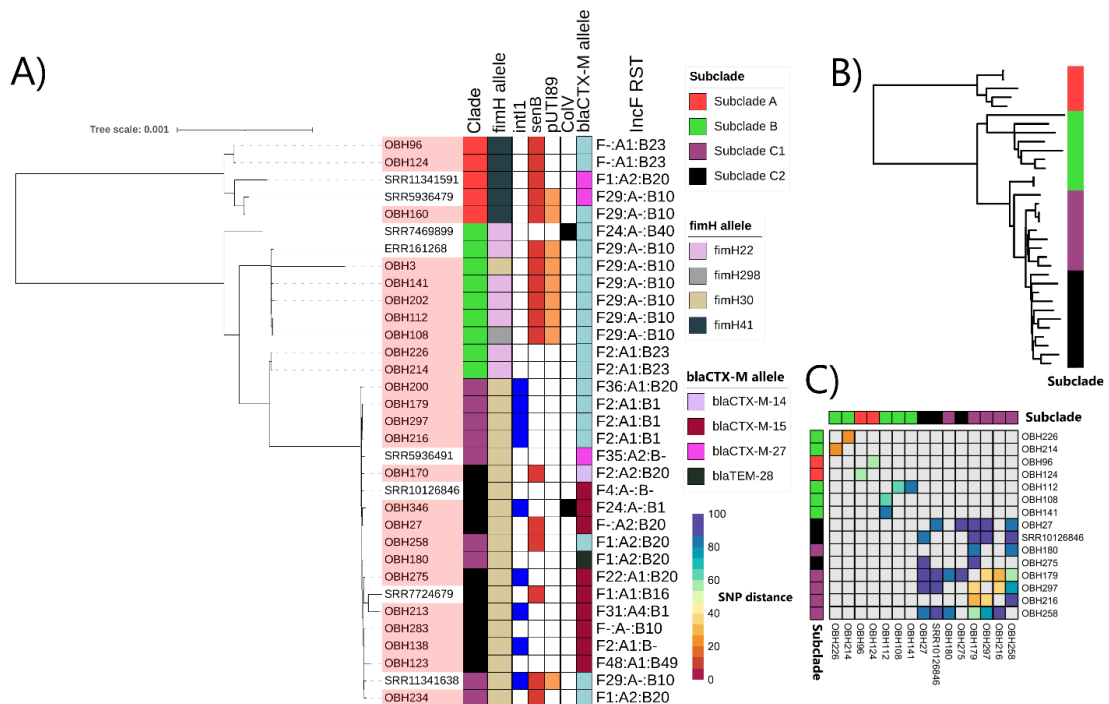 A)
Tree scale: 0.001
Clade
fimH allele
intI1
senB
pUTI89
ColV
blaCTX-M allele
IncF RST
OBH96 F-:A1:B23
OBH124 F-:A1:B23
SRR11341591 F1:A2:B20
SRR5936479 F29:A-:B10
OBH160 F29:A-:B10
SRR7469899 F24:A-:B40
ERR161268 F29:A-:B10
OBH3 F29:A-:B10
OBH141 F29:A-:B10
OBH202 F29:A-:B10
OBH112 F29:A-:B10
OBH108 F29:A-:B10
OBH226 F2:A1:B23
OBH214 F2:A1:B23
OBH200 F36:A1:B20
OBH179 F2:A1:B1
OBH297 F2:A1:B1
OBH216 F2:A1:B1
SRR5936491 F35:A2:B-
OBH170 F2:A2:B20
SRR10126846 F4:A-:B-
OBH346 F24:A-:B1
OBH27 F-:A2:B20
OBH258 F1:A2:B20
OBH180 F1:A2:B20
OBH275 F22:A1:B20
SRR7724679 F1:A1:B16
OBH213 F31:A4:B1
OBH283 F-:A-:B10
OBH138 F2:A1:B-
OBH123 F48:A1:B49
SRR11341638 F29:A-:B10
OBH234 F1:A2:B20
Subclade
Subclade A
Subclade B
Subclade C1
Subclade C2
fimH allele
fimH22
fimH298
fimH30
fimH41
blaCTX-M allele
blaCTX-M-14
blaCTX-M-15
blaCTX-M-27
blaTEM-28
100
80
60
40
20
0
SNP distance
B)
Subclade
C)
Subclade
OBH226
OBH214
OBH96
OBH124
OBH112
OBH108
OBH141
OBH27
SRR10126846
OBH180
OBH275
OBH179
OBH297
OBH216
OBH258
Subclade
OBH226
OBH214
OBH96
OBH124
OBH112
OBH108
OBH141
OBH27
SRR10126846
OBH180
OBH275
OBH179
OBH297
OBH216
OBH258